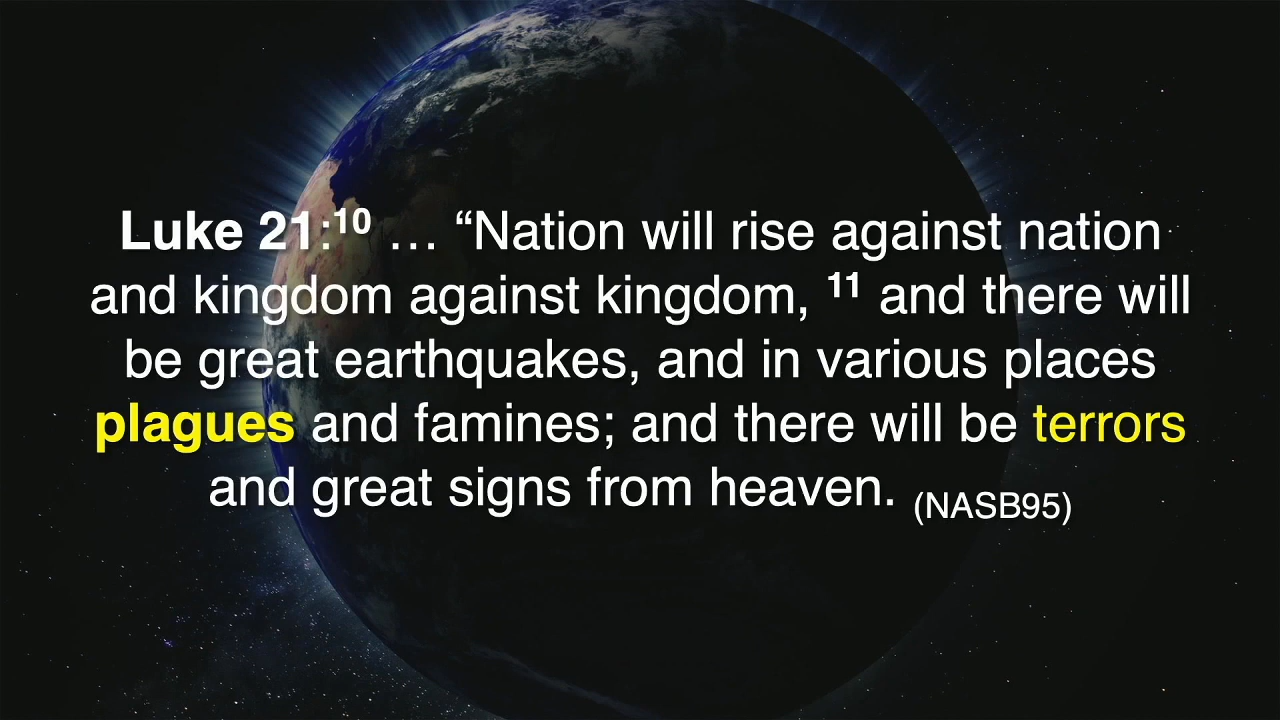 Luke 21:10 … “Nation will rise against nation
and kingdom against kingdom, 11 and there will
be great earthquakes, and in various places
plagues and famines; and there will be terrors
and great signs from heaven. (NASB95)